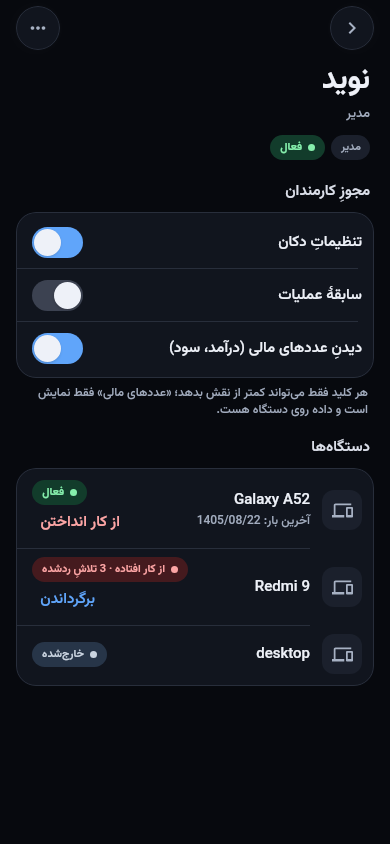 نوید
مدیر
مدیر
فعال
مجوزِ کارمندان
تنظیماتِ دکان
سابقهٔ عملیات
دیدنِ عددهای مالی (درآمد، سود)
هر کلید فقط می‌تواند کمتر از نقش بدهد؛ «عددهای مالی» فقط نمایش
است و داده روی دستگاه هست.
دستگاه‌ها
Galaxy A52
آخرین بار: 1405/08/22
فعال
از کار انداختن
Redmi 9
از کار افتاده · 3 تلاشِ ردشده
برگرداندن
desktop
خارج‌شده